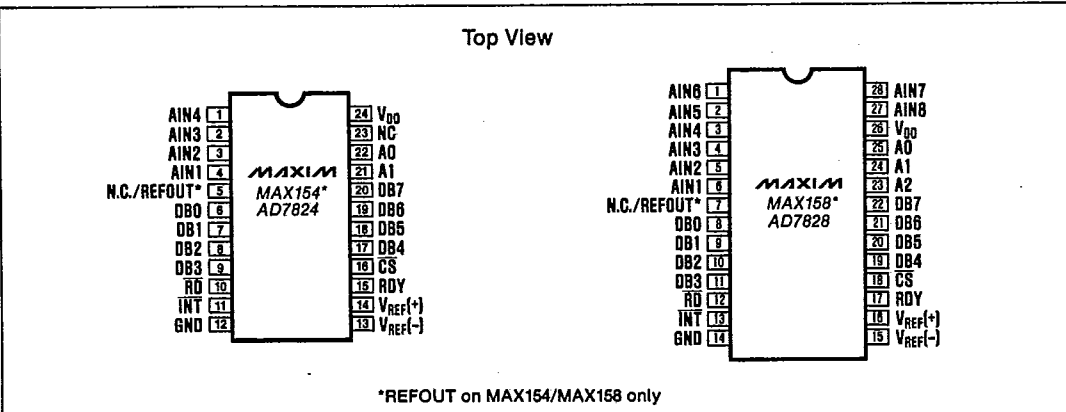 Top View
AIN4 1
AIN3 2
AIN2 3
AIN1 4
N.C./REFOUT* 5
DB0 6
DB1 7
DB2 8
DB3 9
RD 10
INT 11
GND 12
MAXIM
MAX154*
AD7824
24 VDD
23 NC
22 A0
21 A1
20 DB7
19 DB6
18 DB5
17 DB4
16 CS
15 RDY
14 VREF(+)
13 VREF(-)
AIN6 1
AIN5 2
AIN4 3
AIN3 4
AIN2 5
AIN1 6
N.C./REFOUT* 7
DB0 8
DB1 9
DB2 10
DB3 11
RD 12
INT 13
GND 14
MAXIM
MAX158*
AD7828
28 AIN7
27 AIN8
26 VDD
25 A0
24 A1
23 A2
22 DB7
21 DB6
20 DB5
19 DB4
18 CS
17 RDY
16 VREF(+)
15 VREF(-)
*REFOUT on MAX154/MAX158 only